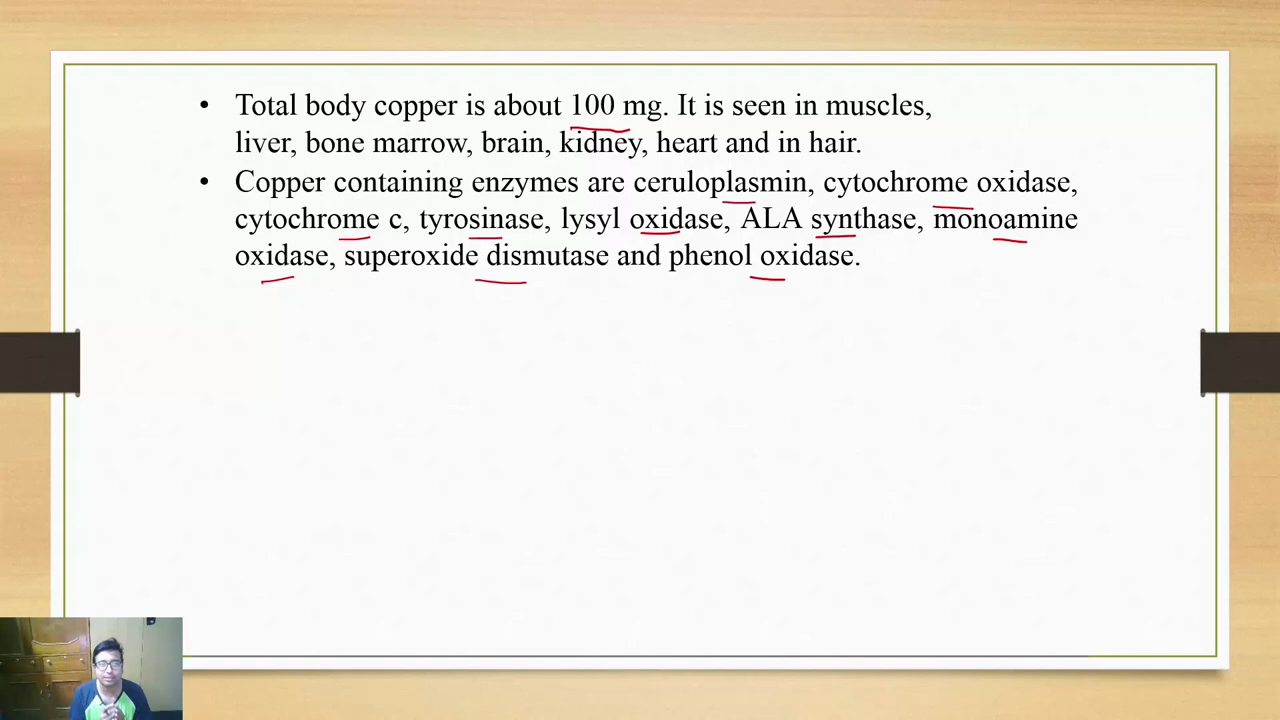 • Total body copper is about 100 mg. It is seen in muscles,
liver, bone marrow, brain, kidney, heart and in hair.
• Copper containing enzymes are ceruloplasmin, cytochrome oxidase,
cytochrome c, tyrosinase, lysyl oxidase, ALA synthase, monoamine
oxidase, superoxide dismutase and phenol oxidase.